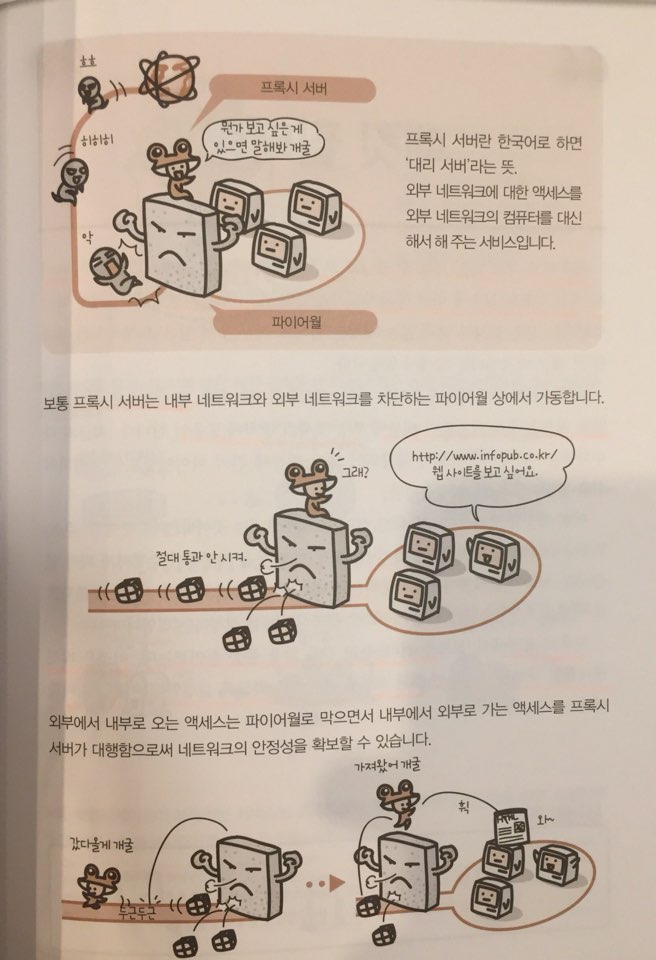 흐흐
프록시 서버
히히히
뭔가 보고 싶은 게
있으면 말해봐 개굴
프록시 서버란 한국어로 하면
‘대리 서버’라는 뜻.
외부 네트워크에 대한 액세스를
외부 네트워크의 컴퓨터를 대신
해서 해 주는 서비스입니다.
악
파이어월
보통 프록시 서버는 내부 네트워크와 외부 네트워크를 차단하는 파이어월 상에서 가동합니다.
그래?
http://www.infopub.co.kr/
웹 사이트를 보고 싶어요.
절대 통과 안 시켜.
외부에서 내부로 오는 액세스는 파이어월로 막으면서 내부에서 외부로 가는 액세스를 프록시
서버가 대행함으로써 네트워크의 안정성을 확보할 수 있습니다.
가져왔어 개굴
갔다올게 개굴
휙
HTML
와~
두근두근